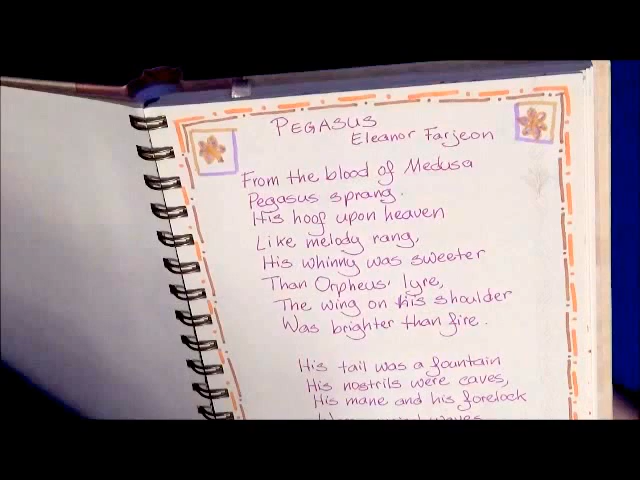 PEGASUS
Eleanor Farjeon
From the blood of Medusa
Pegasus sprang.
His hoof upon heaven
Like melody rang,
His whinny was sweeter
Than Orpheus' lyre,
The wing on his shoulder
Was brighter than fire.
His tail was a fountain
His nostrils were caves,
His mane and his forelock